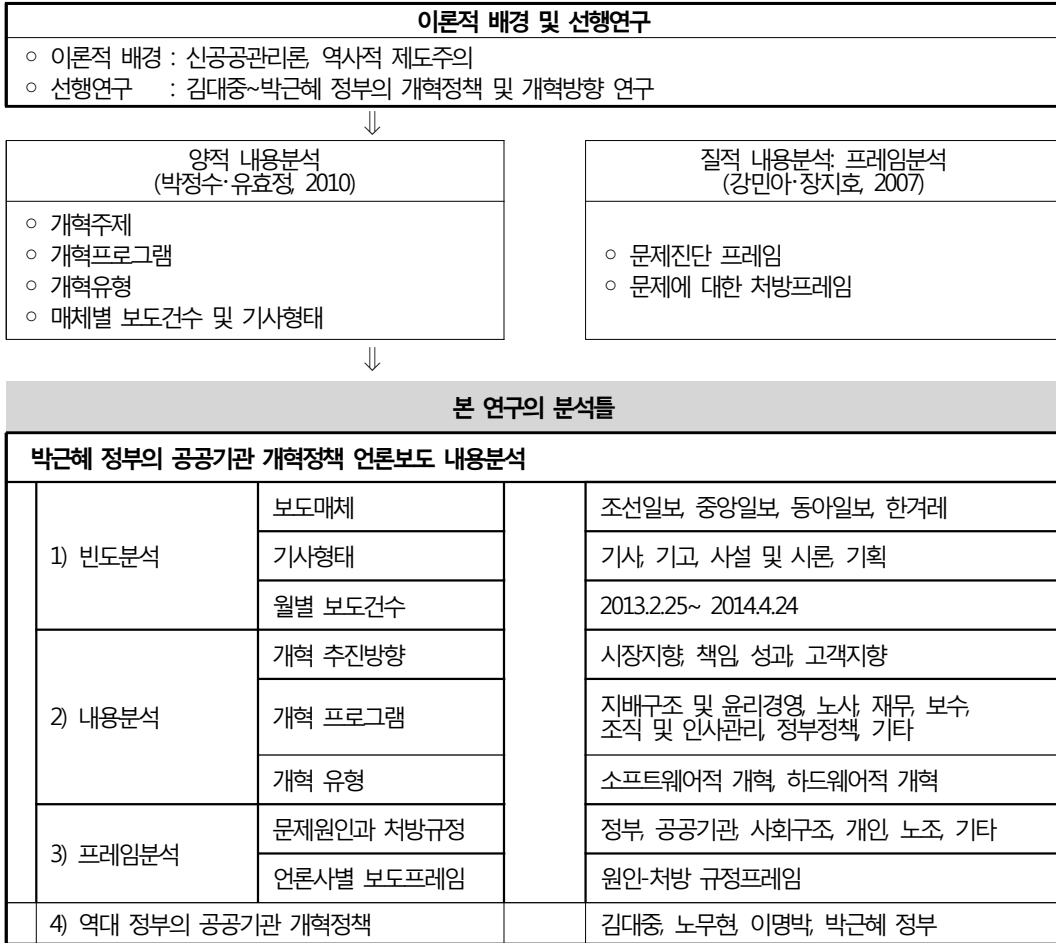 이론적 배경 및 선행연구
○ 이론적 배경 : 신공공관리론, 역사적 제도주의
○ 선행연구 : 김대중~박근혜 정부의 개혁정책 및 개혁방향 연구
⇓
양적 내용분석
(박정수·유효정, 2010)
○ 개혁주제
○ 개혁프로그램
○ 개혁유형
○ 매체별 보도건수 및 기사형태
질적 내용분석: 프레임분석
(강민아·장지호, 2007)
○ 문제진단 프레임
○ 문제에 대한 처방프레임
⇓
본 연구의 분석틀
박근혜 정부의 공공기관 개혁정책 언론보도 내용분석
1) 빈도분석
보도매체
조선일보, 중앙일보, 동아일보, 한겨레
기사형태
기사, 기고, 사설 및 시론, 기획
월별 보도건수
2013.2.25~ 2014.4.24
2) 내용분석
개혁 추진방향
시장지향, 책임, 성과, 고객지향
개혁 프로그램
지배구조 및 윤리경영, 노사, 재무, 보수,
조직 및 인사관리, 정부정책, 기타
개혁 유형
소프트웨어적 개혁, 하드웨어적 개혁
3) 프레임분석
문제원인과 처방규정
정부, 공공기관, 사회구조, 개인, 노조, 기타
언론사별 보도프레임
원인-처방 규정프레임
4) 역대 정부의 공공기관 개혁정책
김대중, 노무현, 이명박, 박근혜 정부